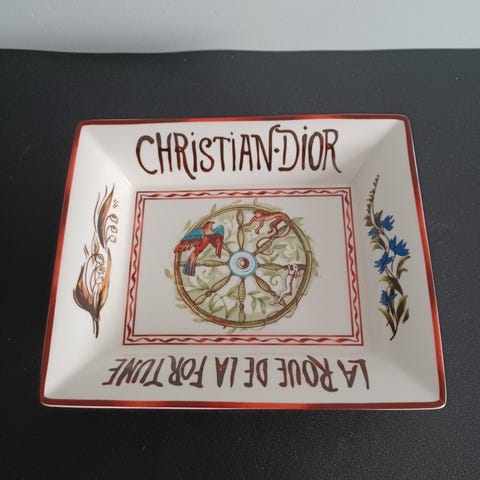 CHRISTIAN·DIOR
LA ROUE DE LA FORTUNE